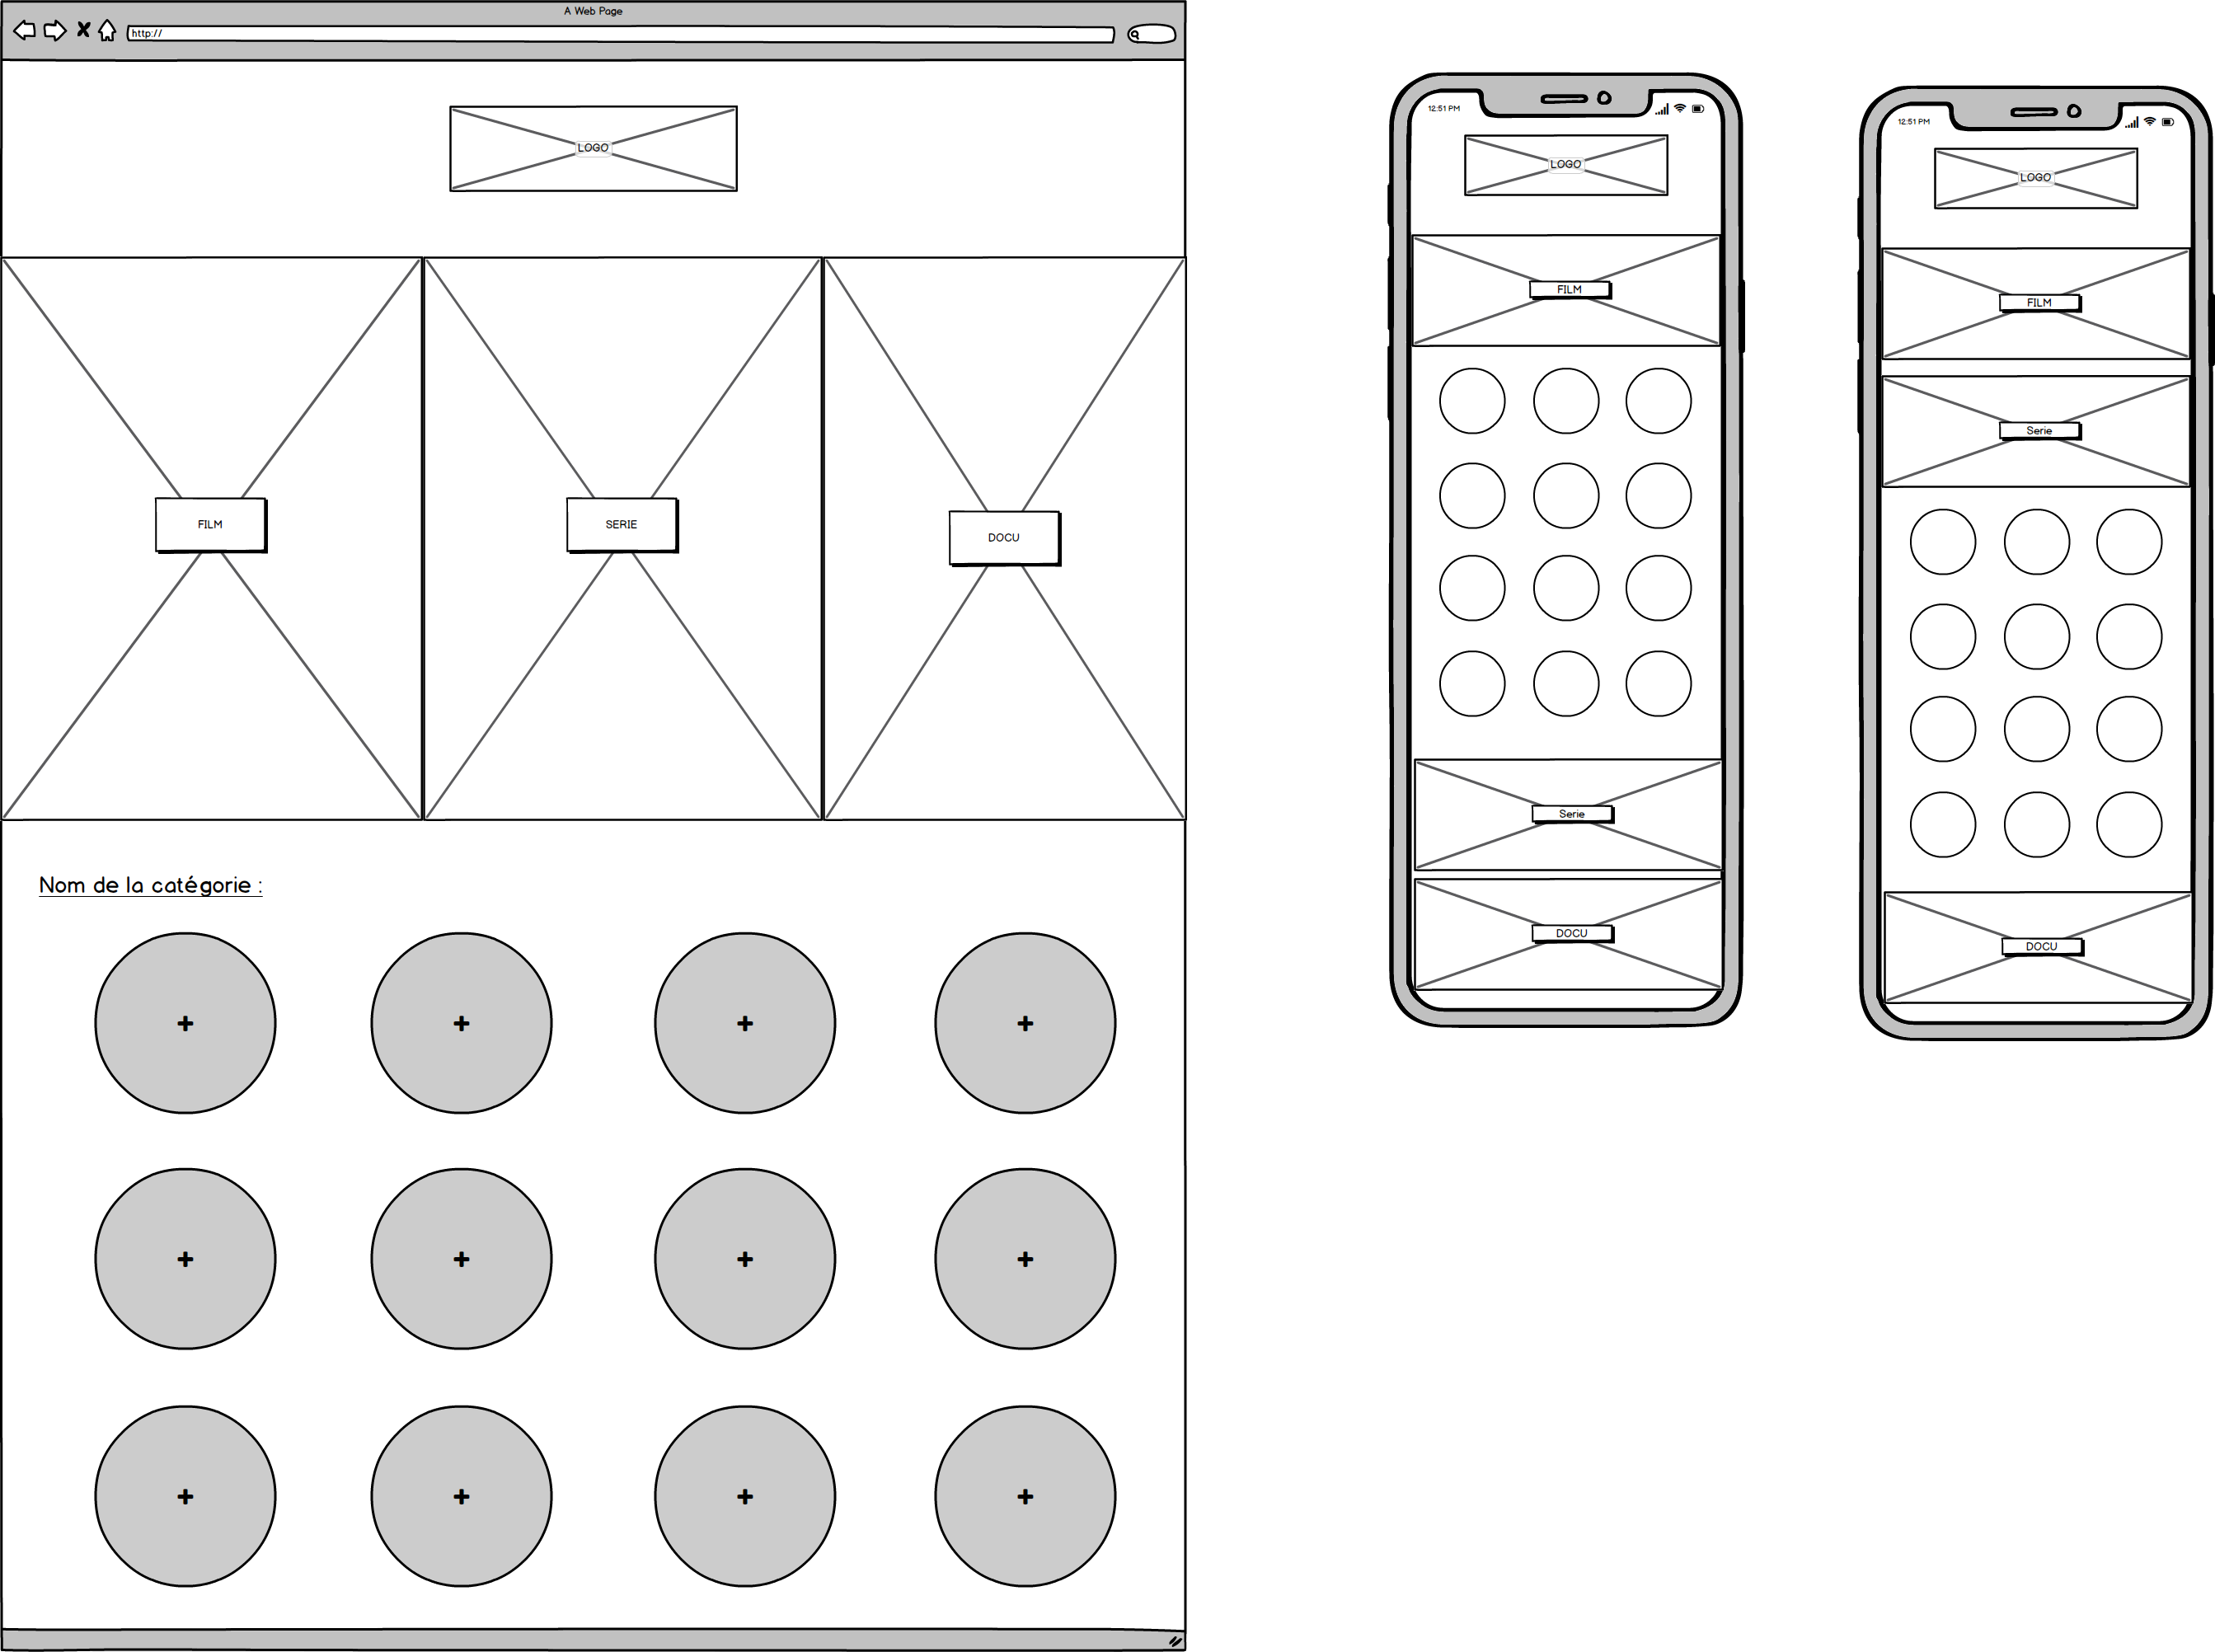 A Web Page
http://
LOGO
FILM
SERIE
DOCU
Nom de la catégorie :
+ + + +
+ + + +
+ + + +
12:51 PM
LOGO
FILM
Serie
DOCU
12:51 PM
LOGO
FILM
Serie
DOCU